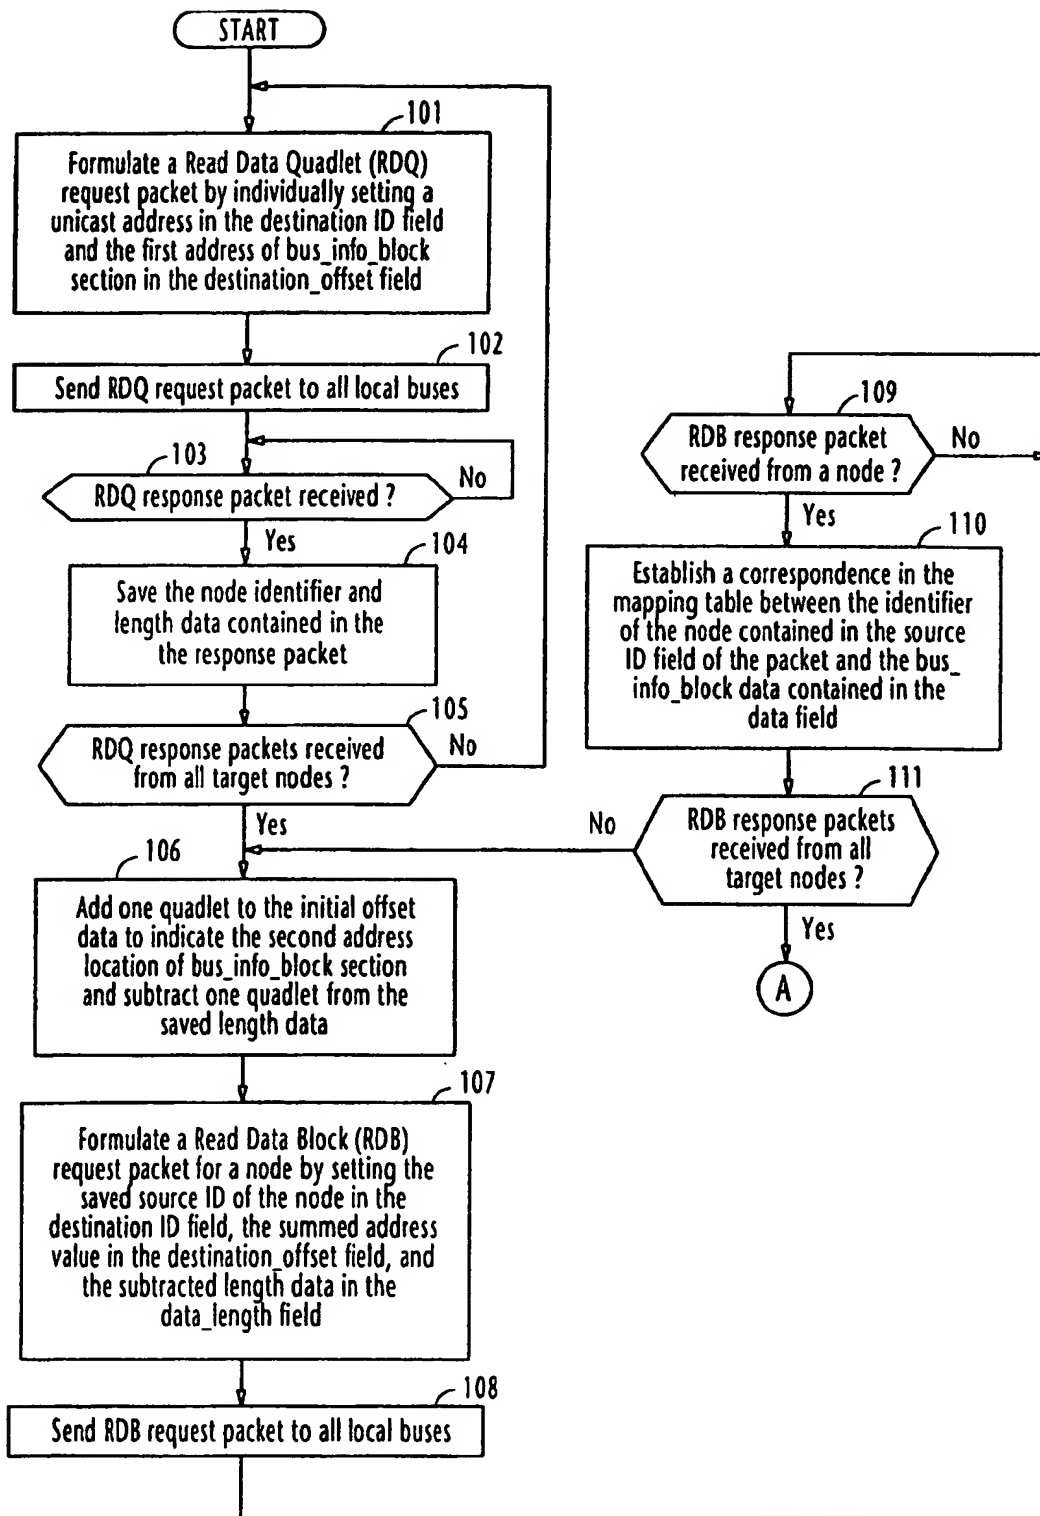 START
101
Formulate a Read Data Quadlet (RDQ)
request packet by individually setting a
unicast address in the destination ID field
and the first address of bus_info_block
section in the destination_offset field
102
Send RDQ request packet to all local buses
103
RDQ response packet received ?
No
Yes
104
Save the node identifier and
length data contained in the
the response packet
105
RDQ response packets received
from all target nodes ?
No
Yes
106
Add one quadlet to the initial offset
data to indicate the second address
location of bus_info_block section
and subtract one quadlet from the
saved length data
107
Formulate a Read Data Block (RDB)
request packet for a node by setting the
saved source ID of the node in the
destination ID field, the summed address
value in the destination_offset field, and
the subtracted length data in the
data_length field
108
Send RDB request packet to all local buses
109
RDB response packet
received from a node ?
No
Yes
110
Establish a correspondence in the
mapping table between the identifier
of the node contained in the source
ID field of the packet and the bus_
info_block data contained in the
data field
111
RDB response packets
received from all
target nodes ?
No
Yes
A